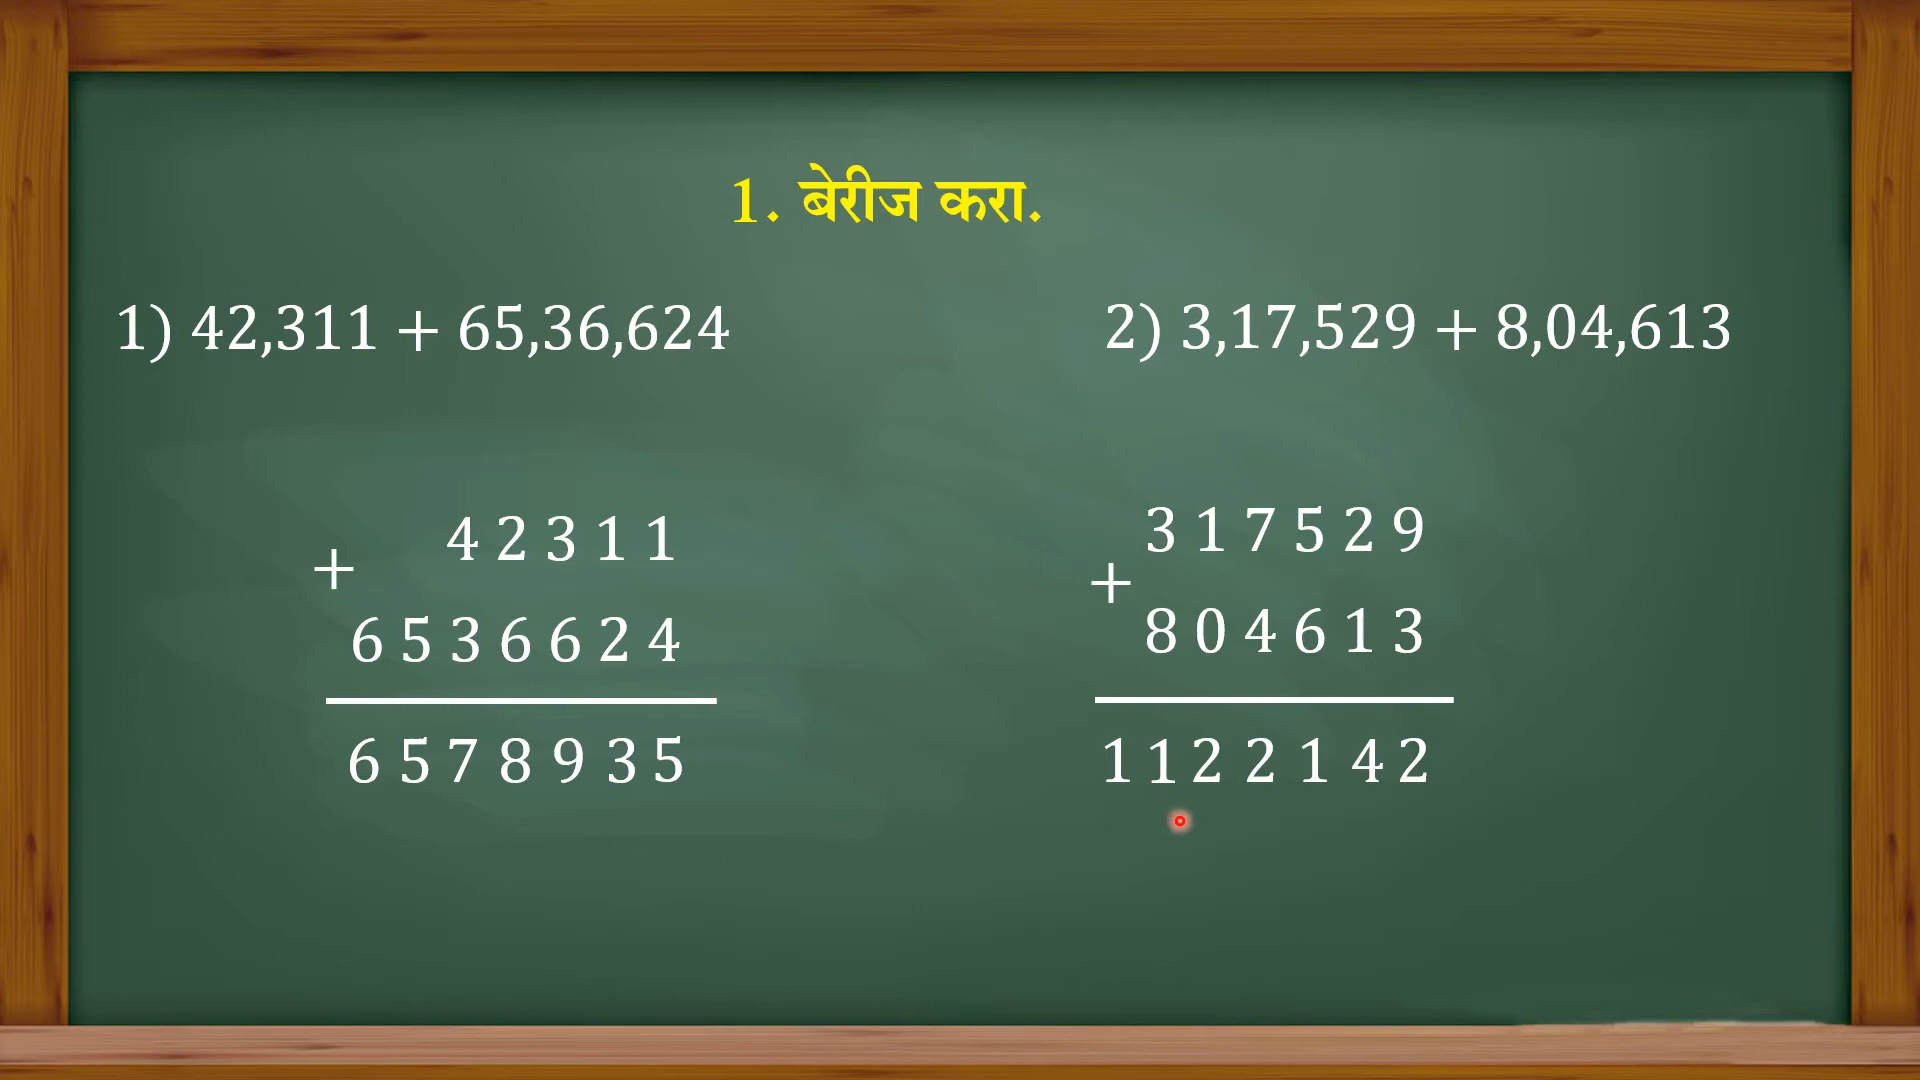 1. बेरीज करा.
1) 42,311 + 65,36,624
2) 3,17,529 + 8,04,613
4 2 3 1 1
+
6 5 3 6 6 2 4
6 5 7 8 9 3 5
3 1 7 5 2 9
+
8 0 4 6 1 3
1 1 2 2 1 4 2